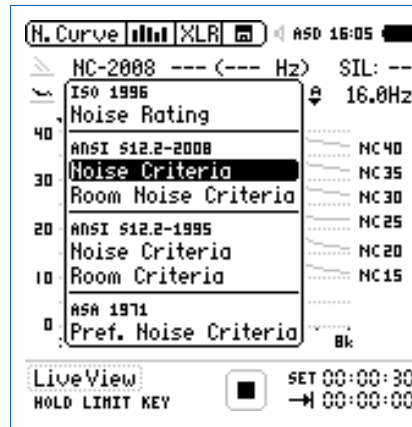 N. Curve XLR ASD 16:05
NC-2008 --- (--- Hz) SIL: --
ISO 1996
16.0Hz
Noise Rating
40
ANSI S12.2-2008
NC40
Noise Criteria
NC35
30
Room Noise Criteria
NC30
20
ANSI S12.2-1995
NC25
Noise Criteria
NC20
10
Room Criteria
NC15
ASA 1971
0
Pref. Noise Criteria
8k
LiveView
SET 00:00:30
HOLD LIMIT KEY
00:00:00